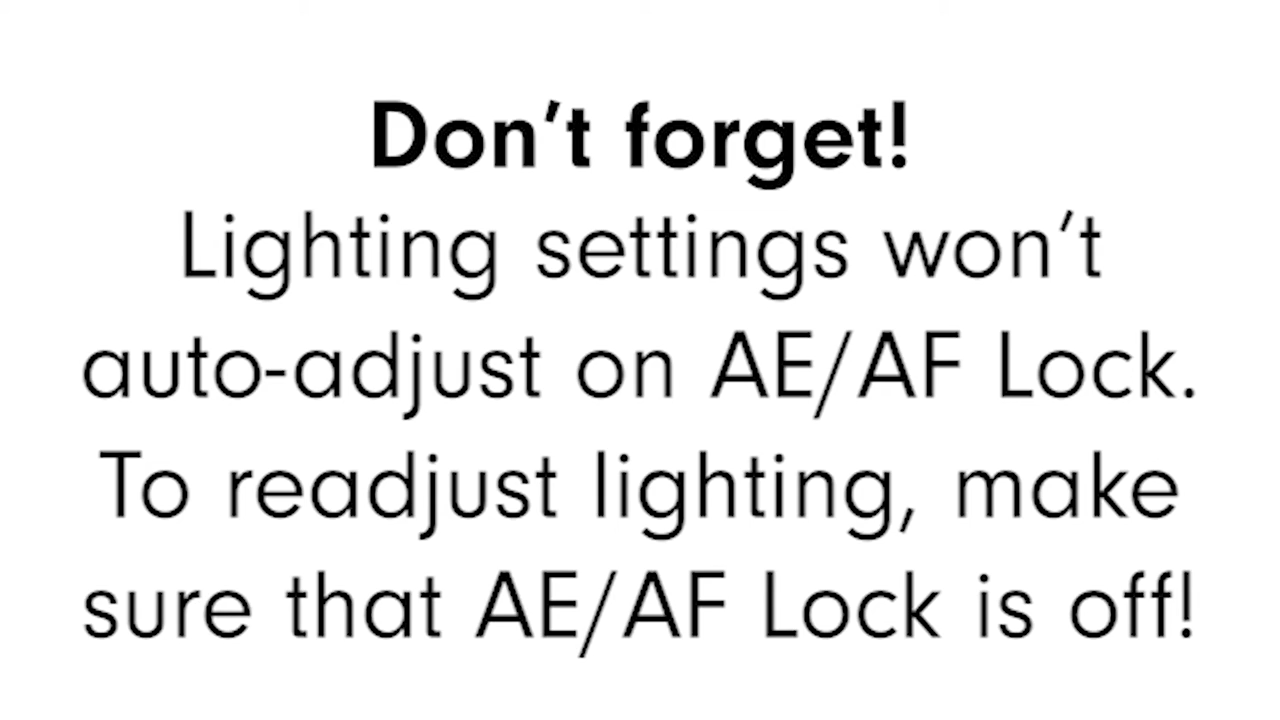 Don’t forget!
Lighting settings won’t
auto-adjust on AE/AF Lock.
To readjust lighting, make
sure that AE/AF Lock is off!